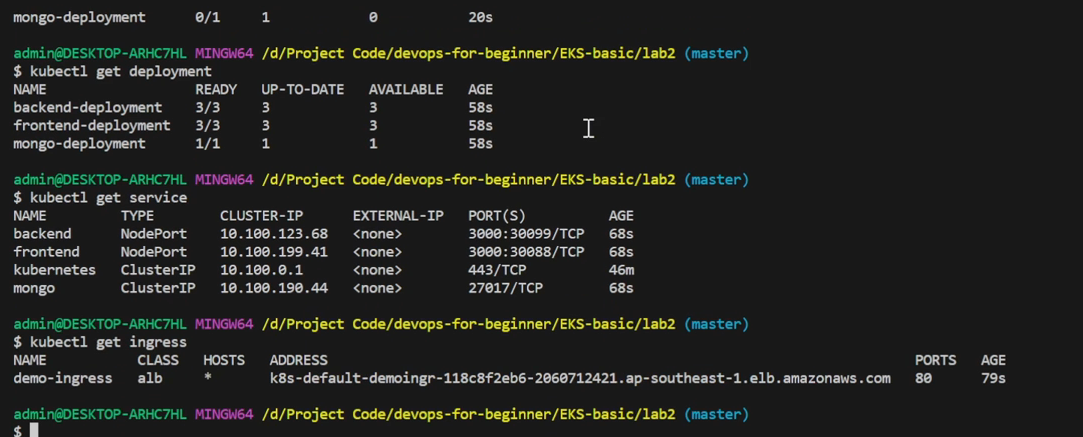 mongo-deployment 0/1 1 0 20s
admin@DESKTOP-ARHC7HL MINGW64 /d/Project Code/devops-for-beginner/EKS-basic/lab2 (master)
$ kubectl get deployment
NAME READY UP-TO-DATE AVAILABLE AGE
backend-deployment 3/3 3 3 58s
frontend-deployment 3/3 3 3 58s
mongo-deployment 1/1 1 1 58s
admin@DESKTOP-ARHC7HL MINGW64 /d/Project Code/devops-for-beginner/EKS-basic/lab2 (master)
$ kubectl get service
NAME TYPE CLUSTER-IP EXTERNAL-IP PORT(S) AGE
backend NodePort 10.100.123.68 <none> 3000:30099/TCP 68s
frontend NodePort 10.100.199.41 <none> 3000:30088/TCP 68s
kubernetes ClusterIP 10.100.0.1 <none> 443/TCP 46m
mongo ClusterIP 10.100.190.44 <none> 27017/TCP 68s
admin@DESKTOP-ARHC7HL MINGW64 /d/Project Code/devops-for-beginner/EKS-basic/lab2 (master)
$ kubectl get ingress
NAME CLASS HOSTS ADDRESS PORTS AGE
demo-ingress alb * k8s-default-demoingr-118c8f2eb6-2060712421.ap-southeast-1.elb.amazonaws.com 80 79s
admin@DESKTOP-ARHC7HL MINGW64 /d/Project Code/devops-for-beginner/EKS-basic/lab2 (master)
$